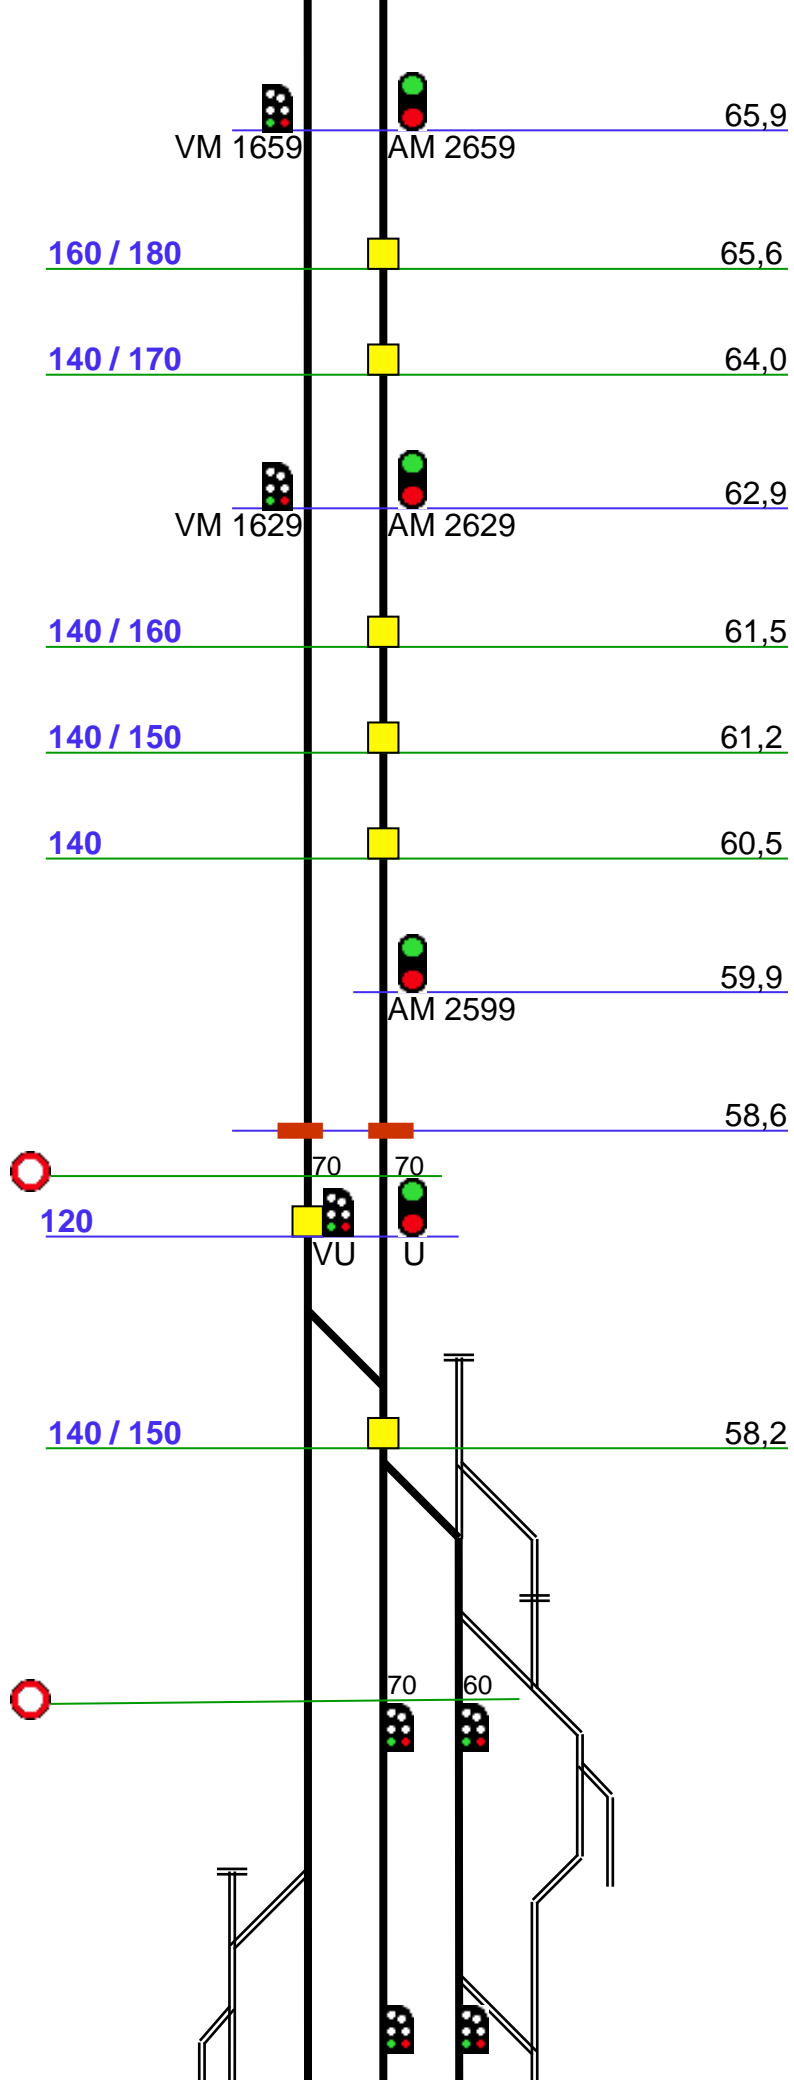 65,9
VM 1659 AM 2659
160 / 180 65,6
140 / 170 64,0
62,9
VM 1629 AM 2629
140 / 160 61,5
140 / 150 61,2
140 60,5
59,9
AM 2599
58,6
70 70
120
VU U
140 / 150 58,2
70 60